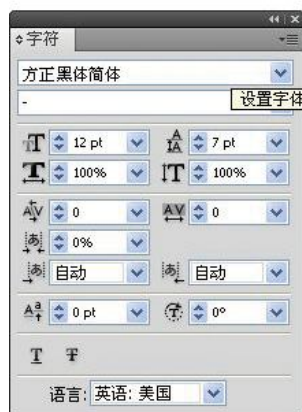 字符
方正黑体简体
-
设置字体
12 pt 7 pt
100% 100%
0 0
0%
自动 自动
0 pt 0°
语言: 英语: 美国